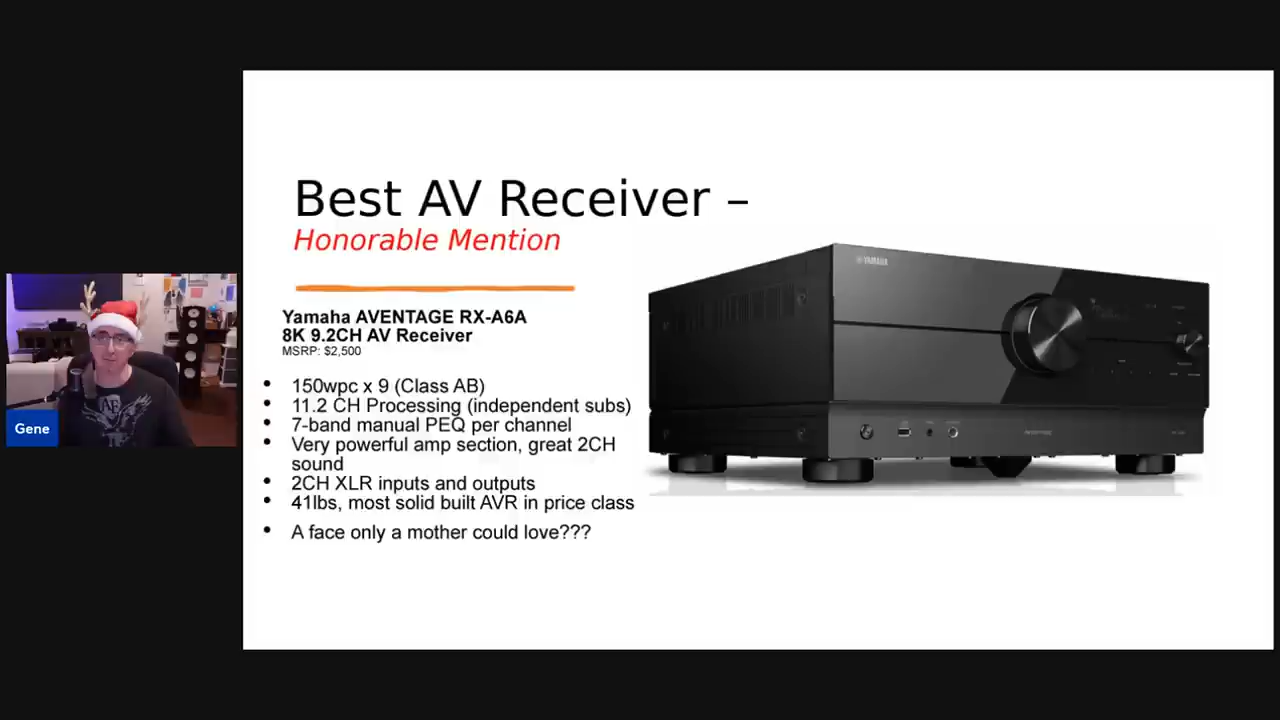 Best AV Receiver –
Honorable Mention
Yamaha AVENTAGE RX-A6A
8K 9.2CH AV Receiver
MSRP: $2,500
• 150wpc x 9 (Class AB)
• 11.2 CH Processing (independent subs)
• 7-band manual PEQ per channel
• Very powerful amp section, great 2CH
sound
• 2CH XLR inputs and outputs
• 41lbs, most solid built AVR in price class
• A face only a mother could love???
YAMAHA
Gene